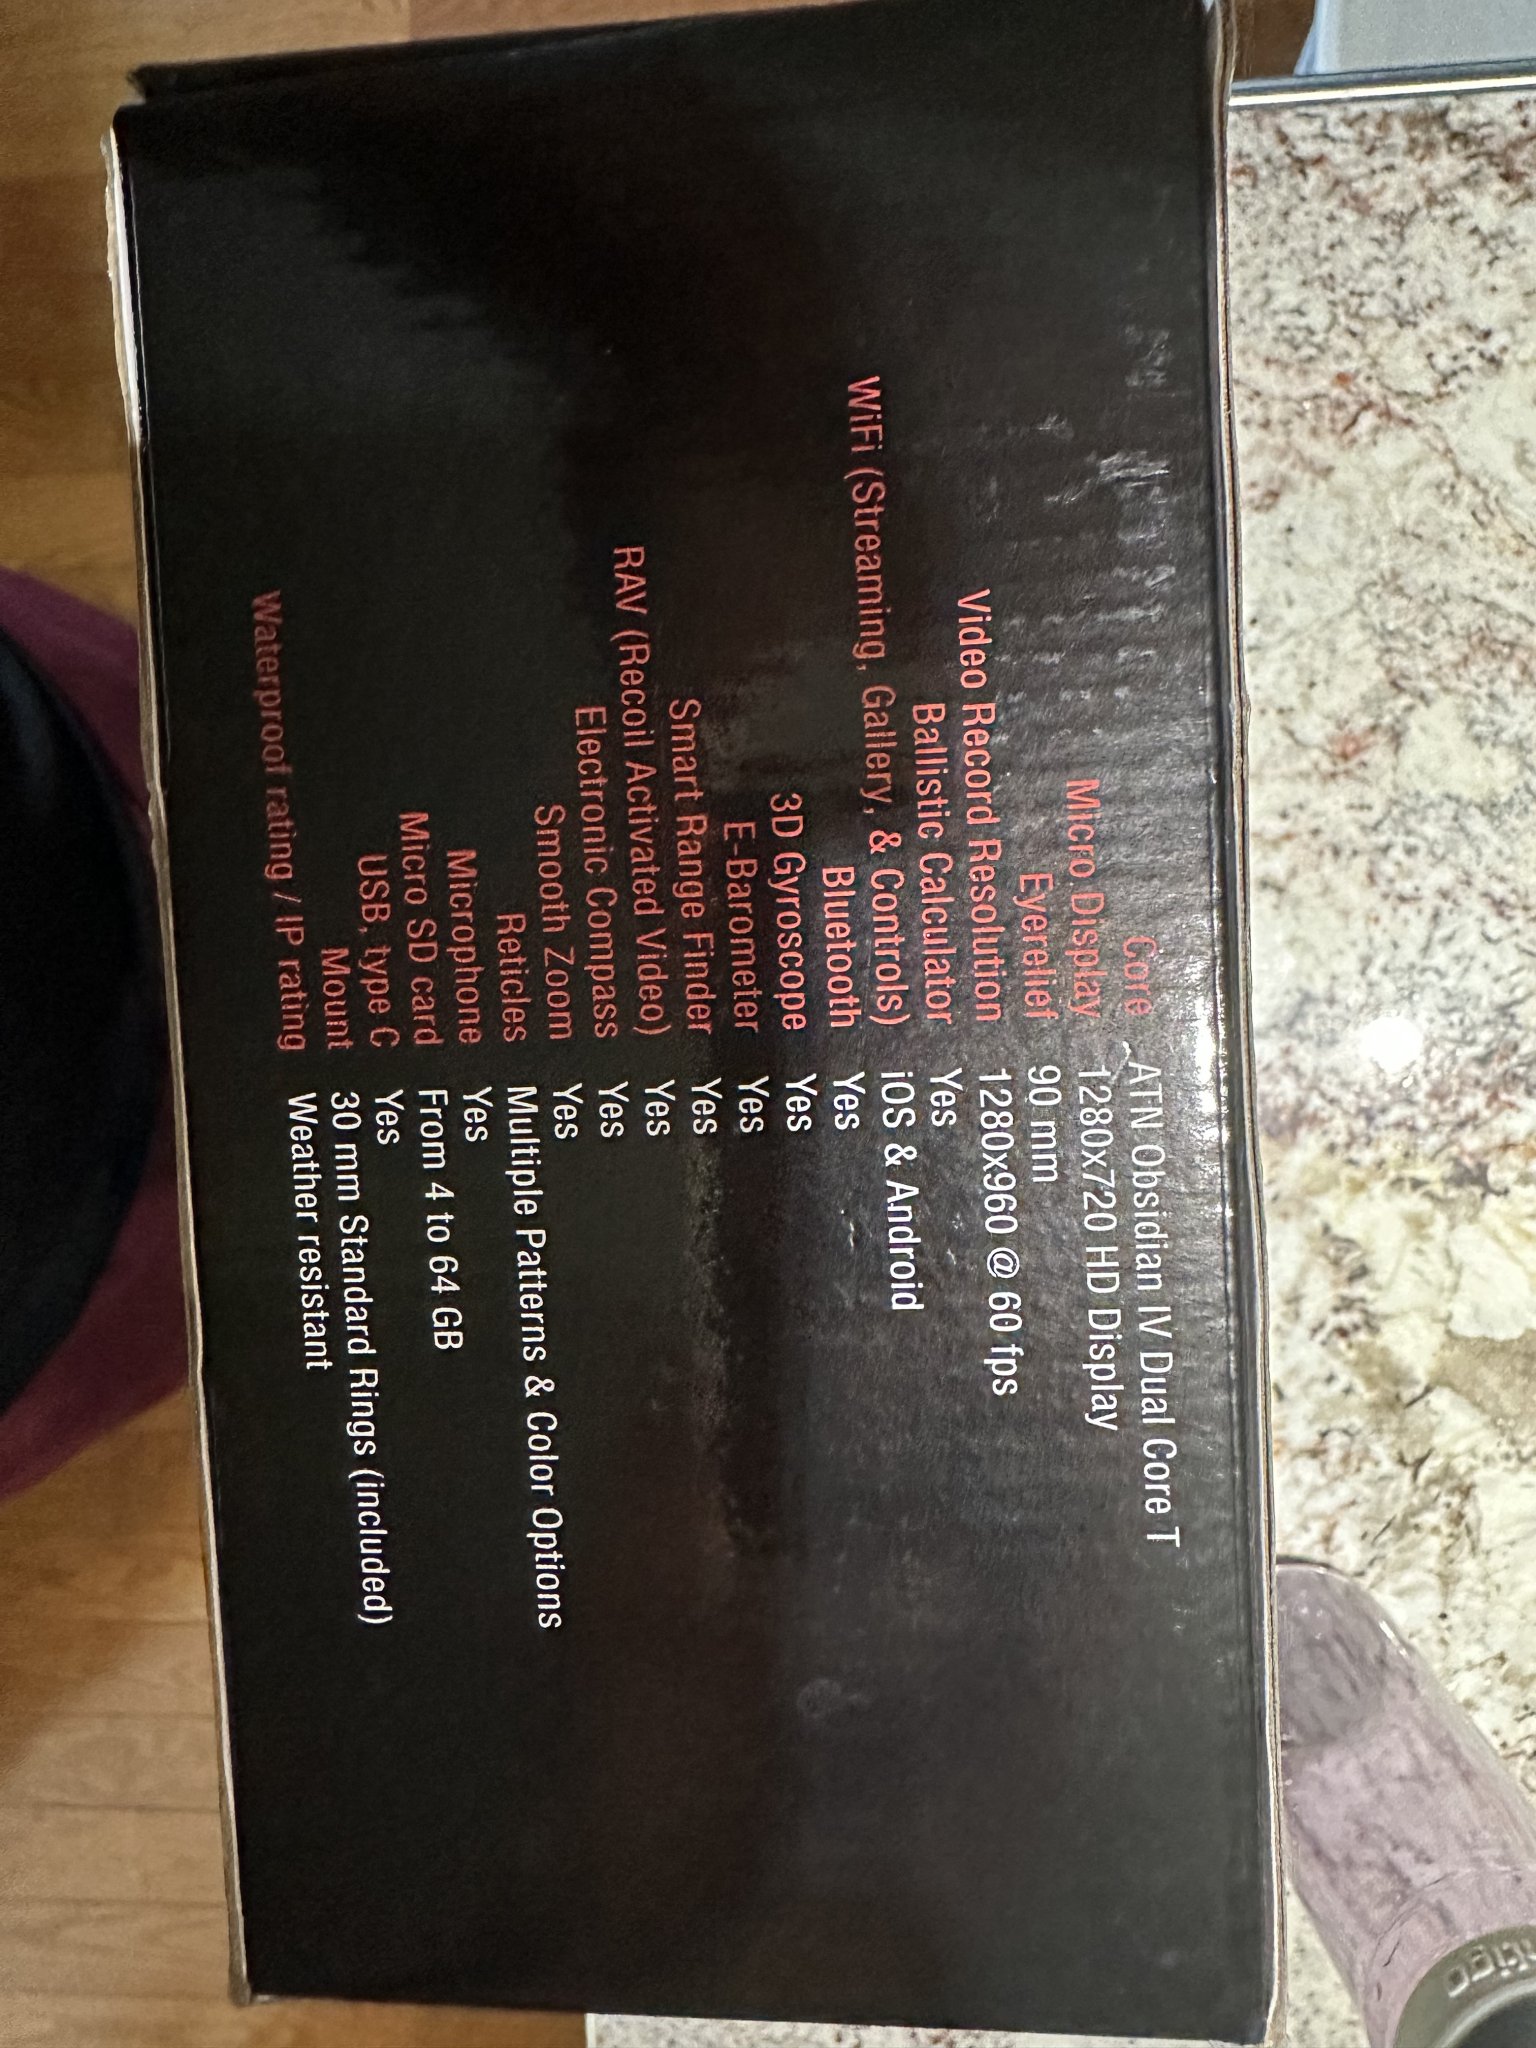 Core ATN Obsidian IV Dual Core T
Micro Display 1280x720 HD Display
Eyerelief 90 mm
Video Record Resolution 1280x960 @ 60 fps
Ballistic Calculator Yes
WiFi (Streaming, Gallery, & Controls) iOS & Android
Bluetooth Yes
3D Gyroscope Yes
E-Barometer Yes
Smart Range Finder Yes
RAV (Recoil Activated Video) Yes
Electronic Compass Yes
Smooth Zoom Yes
Reticles Multiple Patterns & Color Options
Microphone Yes
Micro SD card From 4 to 64 GB
USB, type C Yes
Mount 30 mm Standard Rings (included)
Waterproof rating / IP rating Weather resistant